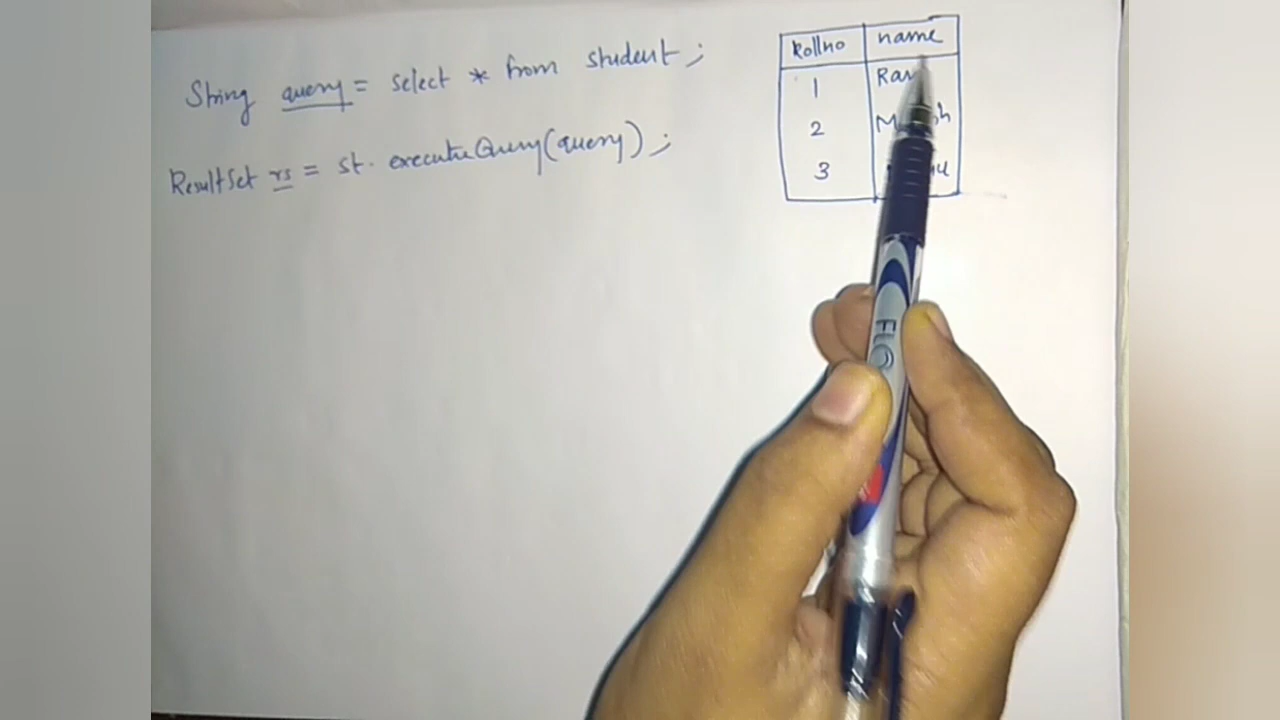 String query = select * from student;
ResultSet rs = st. executeQuery(query);
Rollno name
1
2
3